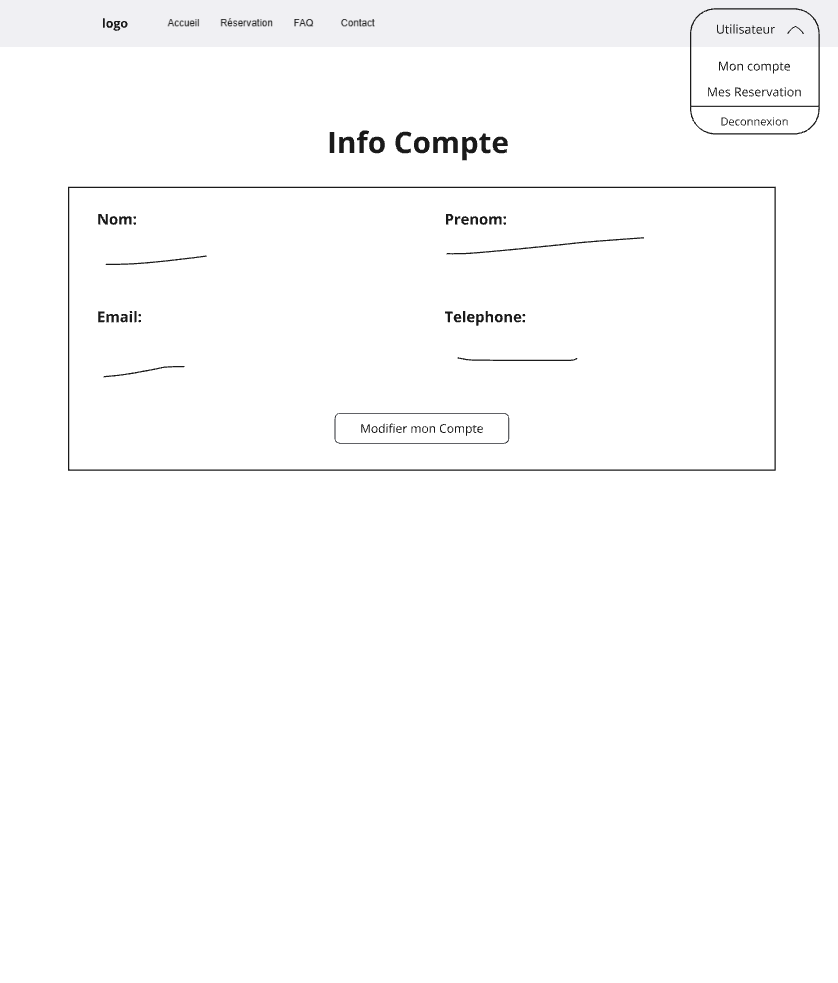 logo Accueil Réservation FAQ Contact Utilisateur
Mon compte
Mes Reservation
Deconnexion
Info Compte
Nom: Prenom:
Email: Telephone:
Modifier mon Compte